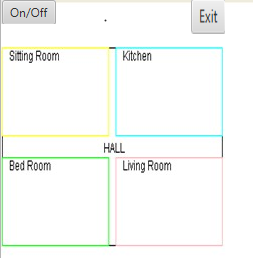 On/Off
Exit
Sitting Room
Kitchen
HALL
Bed Room
Living Room